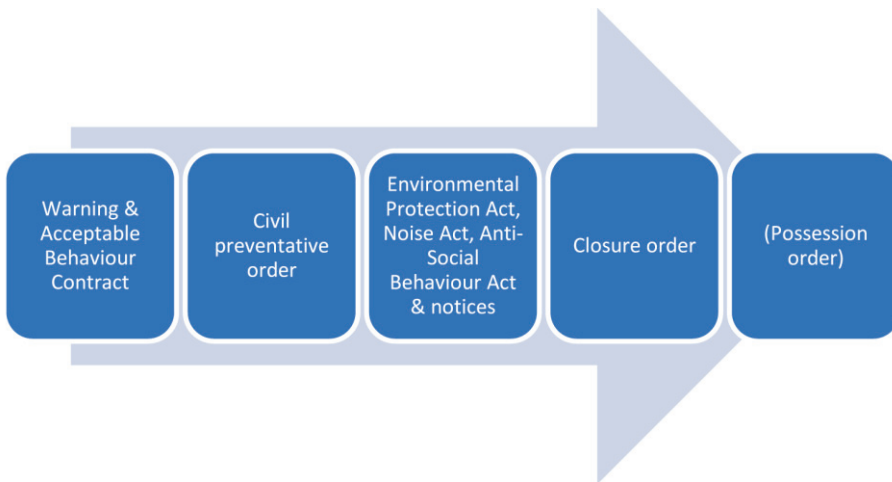 Warning &
Acceptable
Behaviour
Contract
Civil
preventative
order
Environmental
Protection Act,
Noise Act, Anti-
Social
Behaviour Act
& notices
Closure order
(Possession
order)